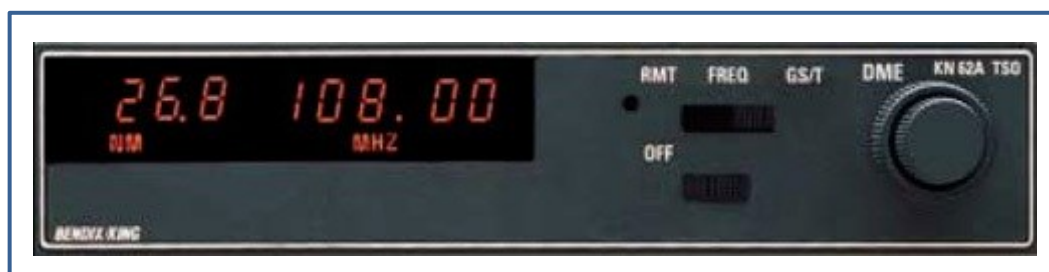 26.8 108.00
NM MHZ
RMT FREQ GS/T DME KN 62A TSO
OFF
BENDIX/KING